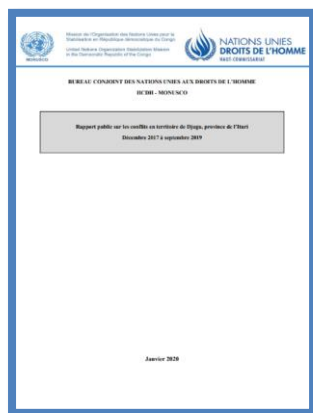 Mission de l'Organisation des Nations Unies pour la
Stabilisation en République démocratique du Congo
United Nations Organization Stabilization Mission
in the Democratic Republic of the Congo
MONUSCO
NATIONS UNIES
DROITS DE L'HOMME
HAUT-COMMISSARIAT
BUREAU CONJOINT DES NATIONS UNIES AUX DROITS DE L'HOMME
HCDH - MONUSCO
Rapport public sur les conflits en territoire de Djugu, province de l'Ituri
Décembre 2017 à septembre 2019
Janvier 2020